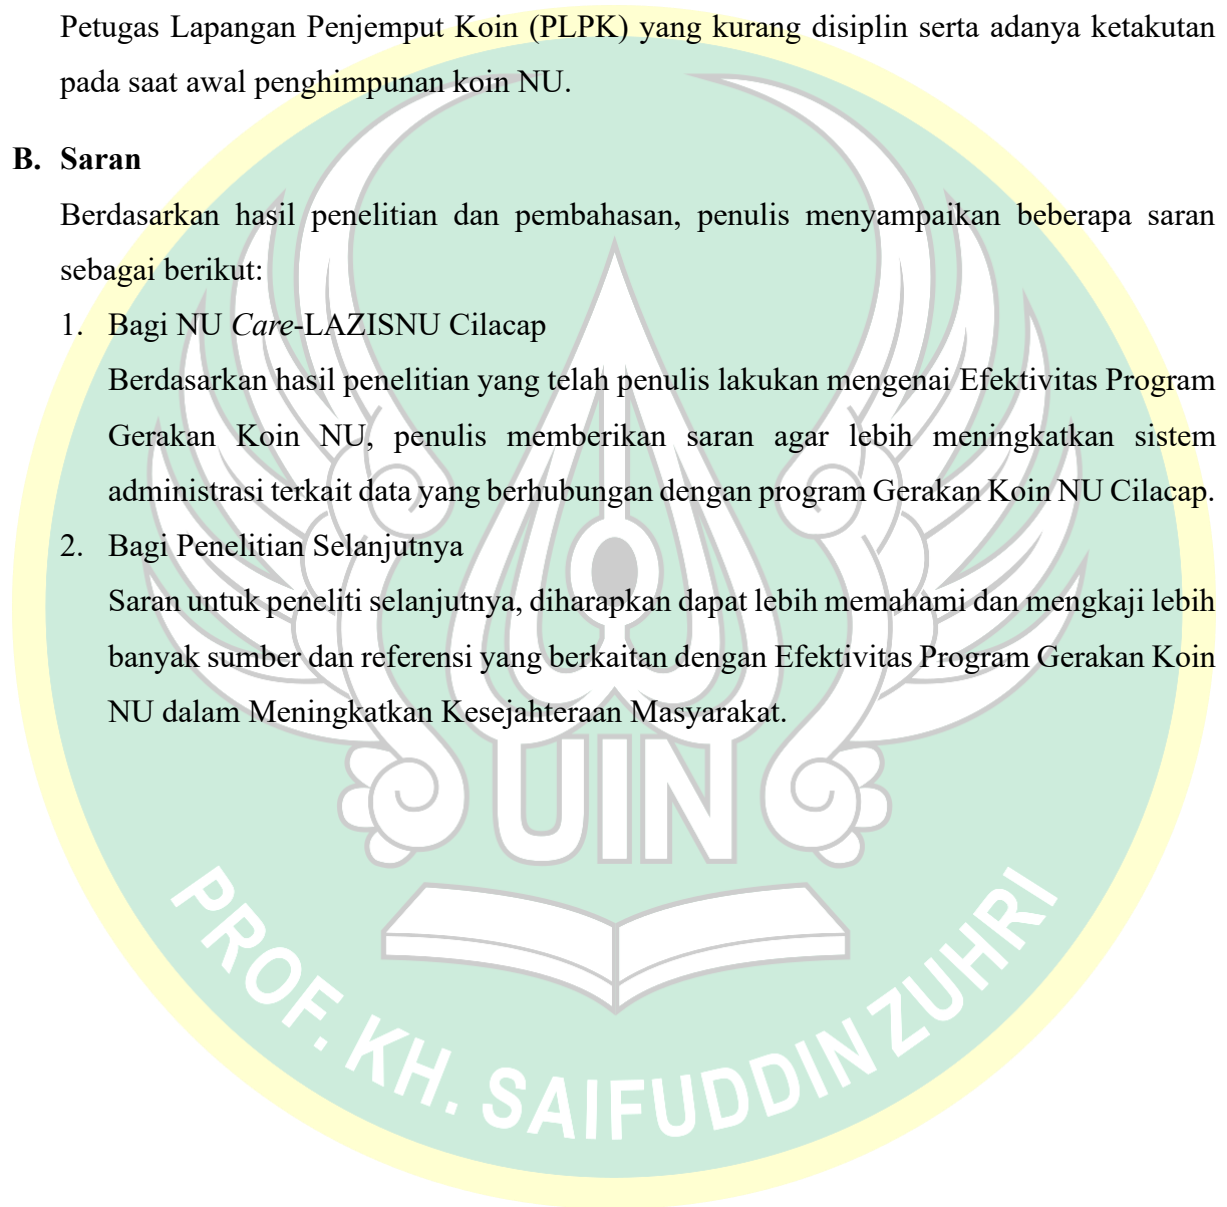 Petugas Lapangan Penjemput Koin (PLPK) yang kurang disiplin serta adanya ketakutan
pada saat awal penghimpunan koin NU.
B. Saran
Berdasarkan hasil penelitian dan pembahasan, penulis menyampaikan beberapa saran
sebagai berikut:
1. Bagi NU Care-LAZISNU Cilacap
Berdasarkan hasil penelitian yang telah penulis lakukan mengenai Efektivitas Program
Gerakan Koin NU, penulis memberikan saran agar lebih meningkatkan sistem
administrasi terkait data yang berhubungan dengan program Gerakan Koin NU Cilacap.
2. Bagi Penelitian Selanjutnya
Saran untuk peneliti selanjutnya, diharapkan dapat lebih memahami dan mengkaji lebih
banyak sumber dan referensi yang berkaitan dengan Efektivitas Program Gerakan Koin
NU dalam Meningkatkan Kesejahteraan Masyarakat.
UIN
PROF. KH. SAIFUDDIN ZUHRI